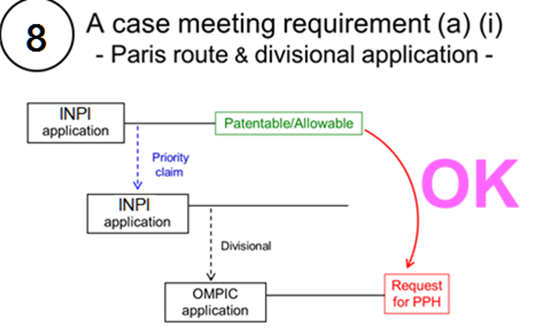 8
A case meeting requirement (a) (i)
- Paris route & divisional application -
INPI
application
Patentable/Allowable
Priority
claim
OK
INPI
application
Divisional
OMPIC
application
Request
for PPH